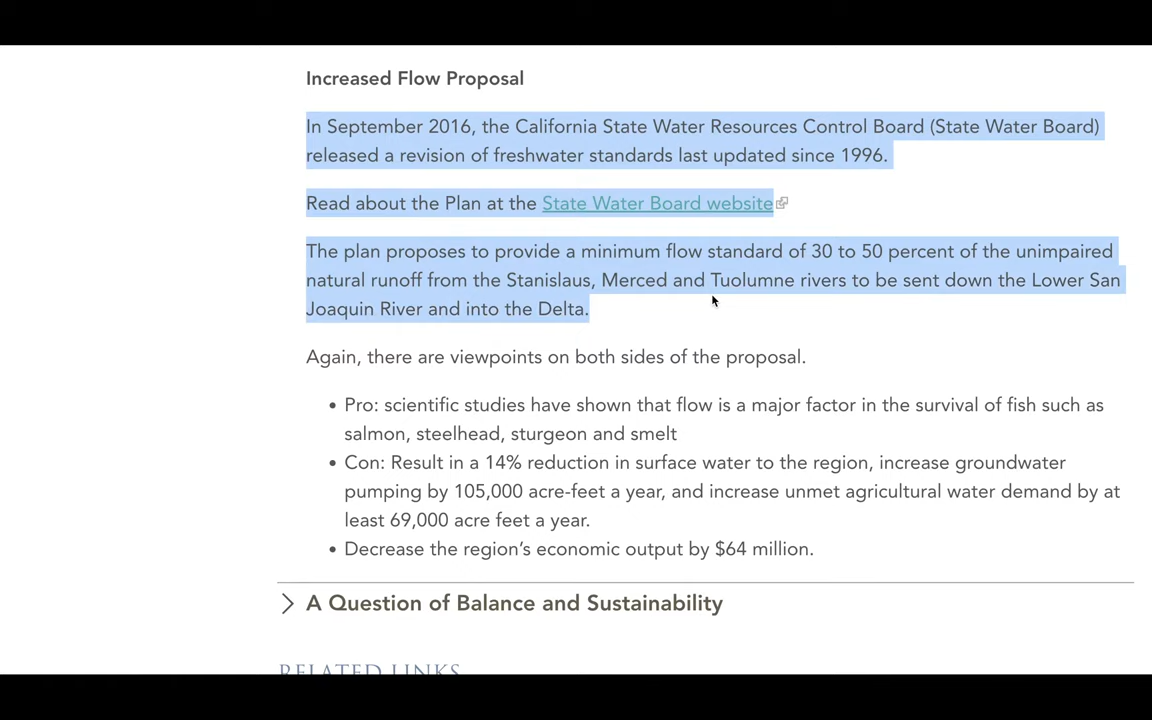 Increased Flow Proposal
In September 2016, the California State Water Resources Control Board (State Water Board)
released a revision of freshwater standards last updated since 1996.
Read about the Plan at the State Water Board website
The plan proposes to provide a minimum flow standard of 30 to 50 percent of the unimpaired
natural runoff from the Stanislaus, Merced and Tuolumne rivers to be sent down the Lower San
Joaquin River and into the Delta.
Again, there are viewpoints on both sides of the proposal.
• Pro: scientific studies have shown that flow is a major factor in the survival of fish such as
salmon, steelhead, sturgeon and smelt
• Con: Result in a 14% reduction in surface water to the region, increase groundwater
pumping by 105,000 acre-feet a year, and increase unmet agricultural water demand by at
least 69,000 acre feet a year.
• Decrease the region’s economic output by $64 million.
A Question of Balance and Sustainability
RELATED LINKS